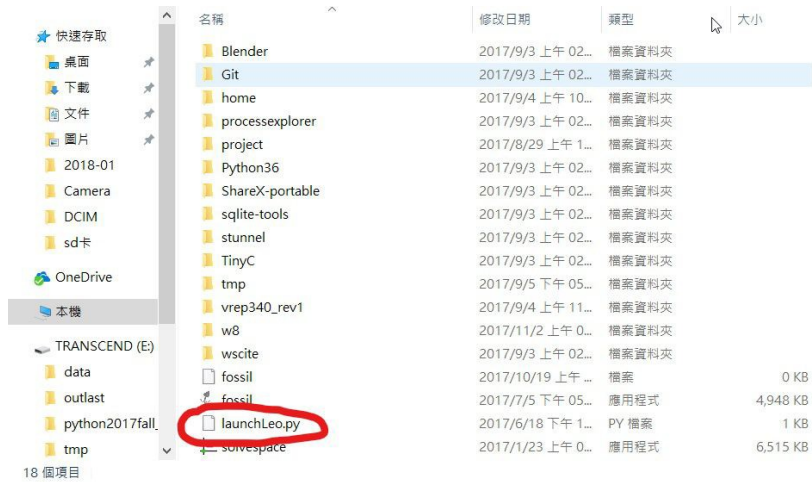 名稱 修改日期 類型 大小
快速存取
桌面
下載
文件
圖片
2018-01
Camera
DCIM
sd卡
OneDrive
本機
TRANSCEND (E:)
data
outlast
python2017fall_
tmp
Blender 2017/9/3 上午 02... 檔案資料夾
Git 2017/9/3 上午 02... 檔案資料夾
home 2017/9/4 上午 10... 檔案資料夾
processexplorer 2017/9/3 上午 02... 檔案資料夾
project 2017/8/29 上午 1... 檔案資料夾
Python36 2017/9/3 上午 02... 檔案資料夾
ShareX-portable 2017/9/3 上午 02... 檔案資料夾
sqlite-tools 2017/9/3 上午 02... 檔案資料夾
stunnel 2017/9/3 上午 02... 檔案資料夾
TinyC 2017/9/3 上午 02... 檔案資料夾
tmp 2017/9/5 下午 05... 檔案資料夾
vrep340_rev1 2017/9/4 上午 11... 檔案資料夾
w8 2017/11/2 上午 0... 檔案資料夾
wscite 2017/9/3 上午 02... 檔案資料夾
fossil 2017/10/19 上午 ... 檔案 0 KB
fossil 2017/7/5 下午 05... 應用程式 4,948 KB
launchLeo.py 2017/6/18 下午 1... PY 檔案 1 KB
solvespace 2017/1/23 上午 0... 應用程式 6,515 KB
18 個項目